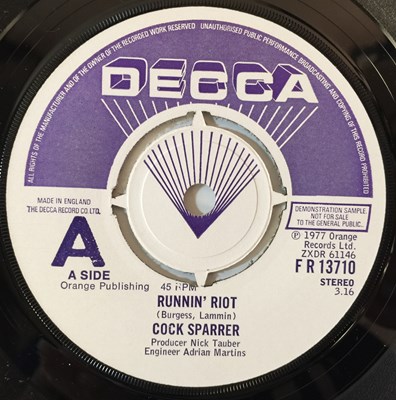 ALL RIGHTS OF THE MANUFACTURER AND OF THE OWNER OF THE RECORDED WORK RESERVED
UNAUTHORISED PUBLIC PERFORMANCE BROADCASTING AND COPYING OF THIS RECORD PROHIBITED
DECCA
MADE IN ENGLAND
THE DECCA RECORD CO LTD.
A
A SIDE
DEMONSTRATION SAMPLE
NOT FOR SALE
TO THE PUBLIC
℗ 1977 Orange
Records Ltd.
ZXDR 61146
FR 13710
STEREO
3.16
Orange Publishing 45 RPM
RUNNIN' RIOT
(Burgess, Lammin)
COCK SPARRER
Producer Nick Tauber
Engineer Adrian Martins